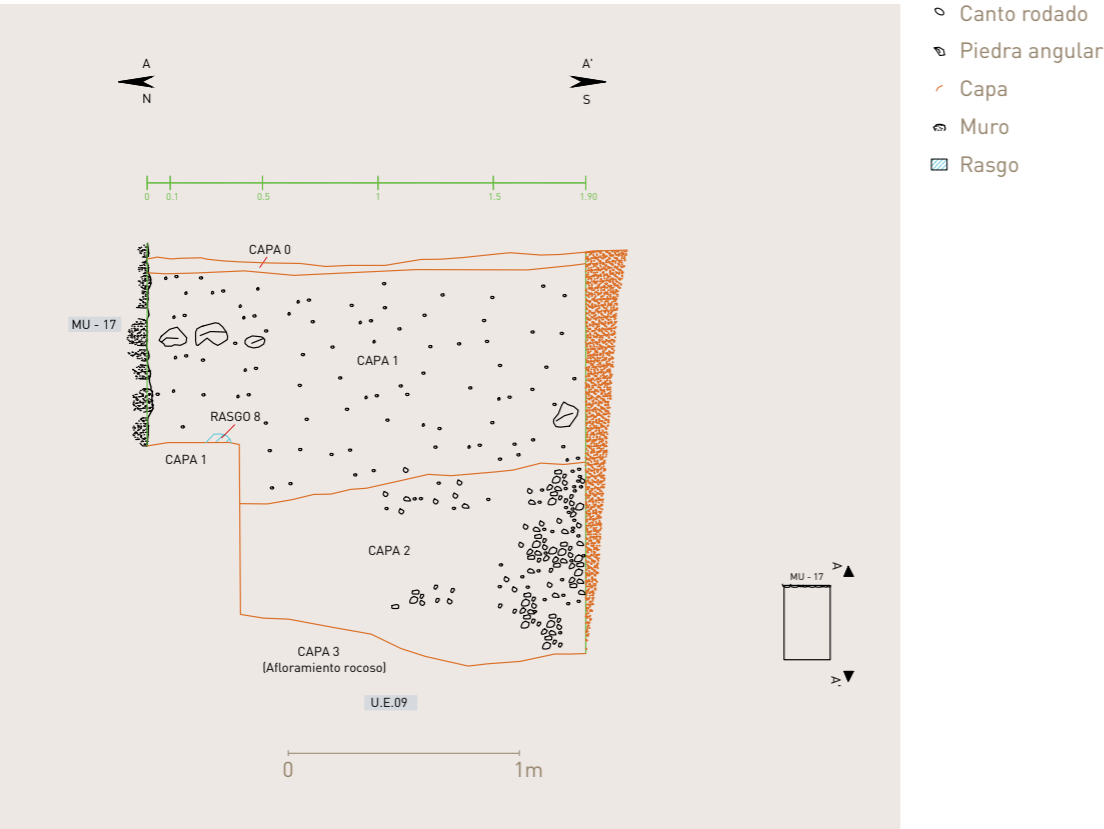 Canto rodado
Piedra angular
Capa
Muro
Rasgo
A
N
A'
S
0
0.1
0.5
1
1.5
1.90
CAPA 0
MU - 17
CAPA 1
RASGO 8
CAPA 1
CAPA 2
CAPA 3
(Afloramiento rocoso)
U.E.09
MU - 17
A
A'
0
1m